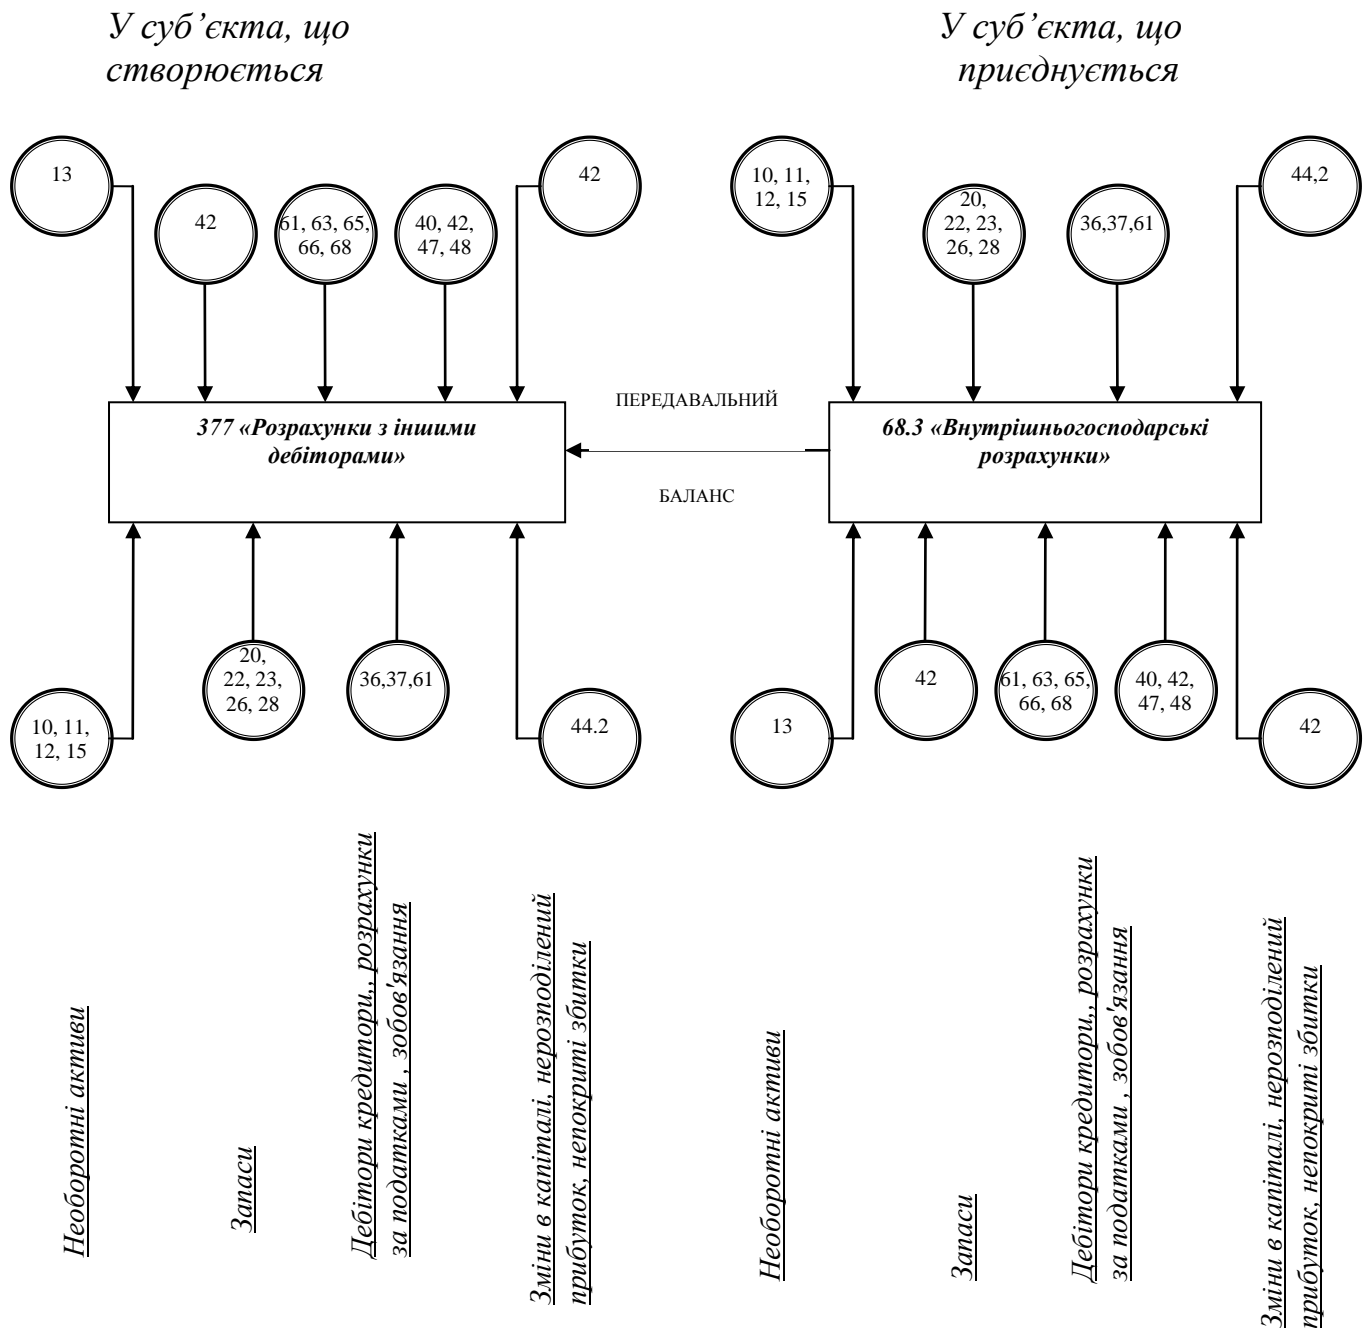 У суб’єкта, що
створюється
У суб’єкта, що
приєднується
13
42
61, 63, 65,
66, 68
40, 42,
47, 48
42
10, 11,
12, 15
20,
22, 23,
26, 28
36,37,61
44,2
377 «Розрахунки з іншими
дебіторами»
ПЕРЕДАВАЛЬНИЙ
БАЛАНС
68.3 «Внутрішньогосподарські
розрахунки»
10, 11,
12, 15
20,
22, 23,
26, 28
36,37,61
44.2
13
42
61, 63, 65,
66, 68
40, 42,
47, 48
42
Необоротні активи
Запаси
Дебітори кредитори,, розрахунки
за податками , зобов'язання
Зміни в капіталі, нерозподілений
прибуток, непокриті збитки
Необоротні активи
Запаси
Дебітори кредитори,, розрахунки
за податками , зобов'язання
Зміни в капіталі, нерозподілений
прибуток, непокриті збитки